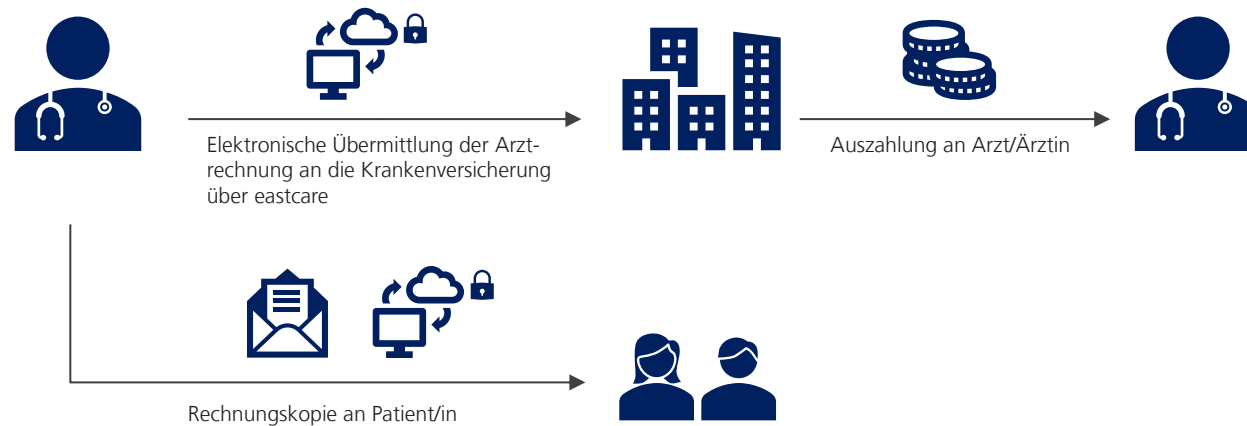 Elektronische Übermittlung der Arzt-
rechnung an die Krankenversicherung
über eastcare
Auszahlung an Arzt/Ärztin
Rechnungskopie an Patient/in